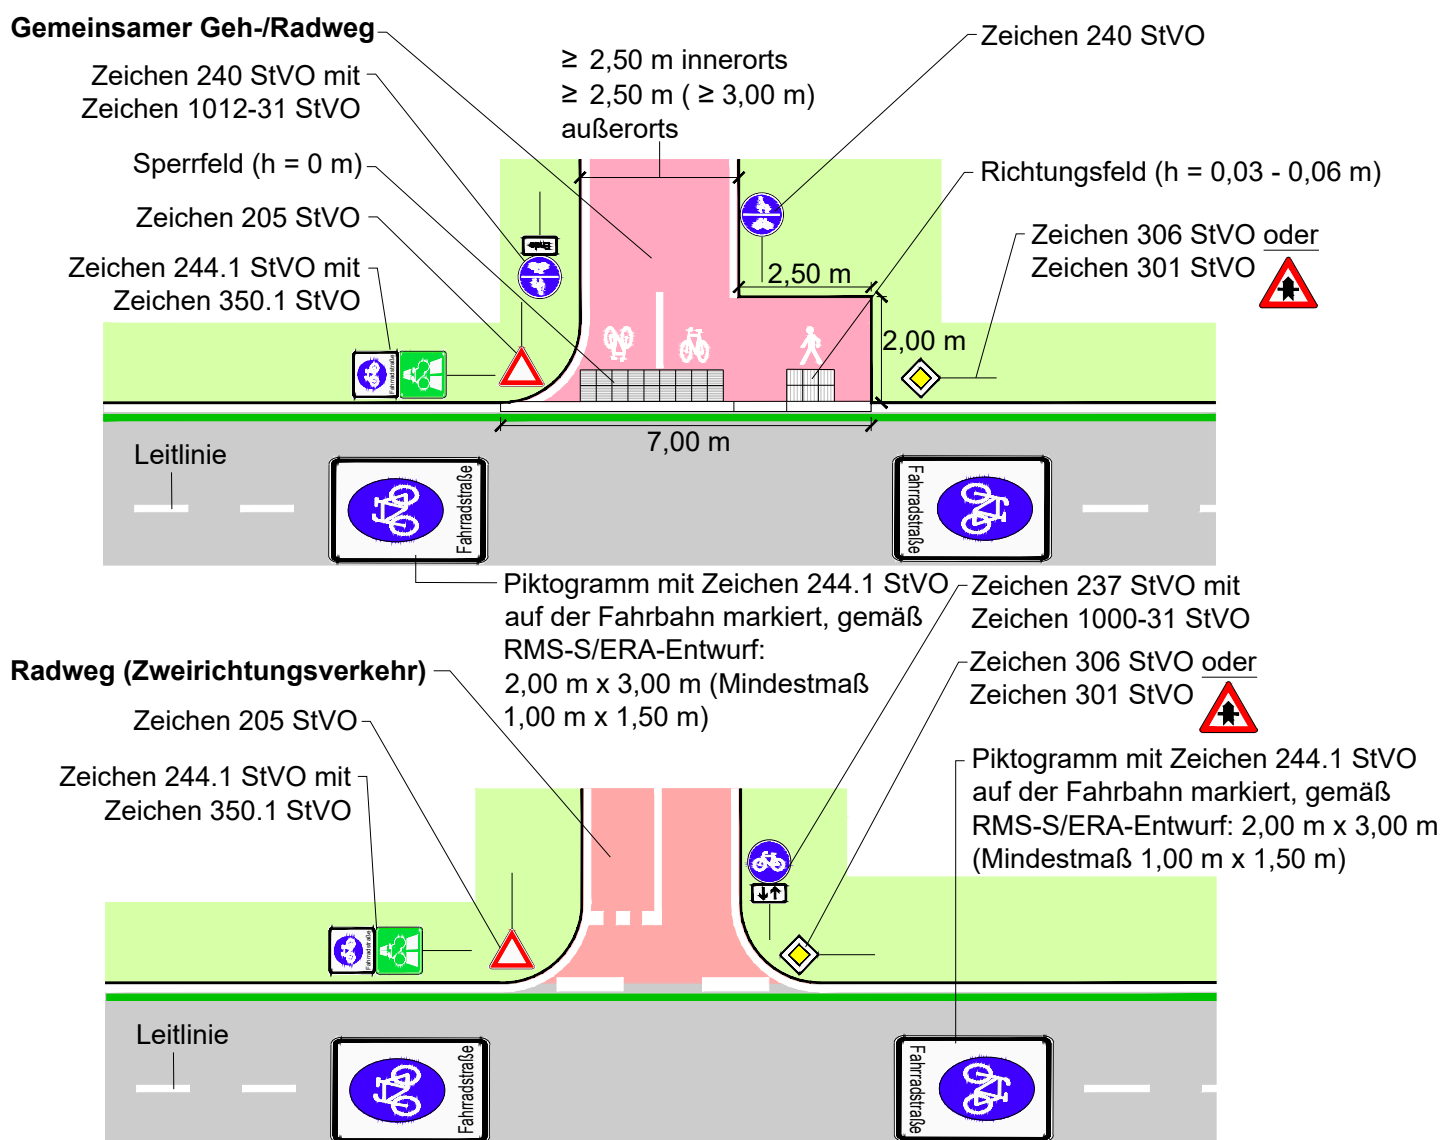 Gemeinsamer Geh-/Radweg
Zeichen 240 StVO mit
Zeichen 1012-31 StVO
Sperrfeld (h = 0 m)
Zeichen 205 StVO
Zeichen 244.1 StVO mit
Zeichen 350.1 StVO
≥ 2,50 m innerorts
≥ 2,50 m ( ≥ 3,00 m)
außerorts
Zeichen 240 StVO
Richtungsfeld (h = 0,03 - 0,06 m)
Zeichen 306 StVO oder
Zeichen 301 StVO
Ende
2,50 m
2,00 m
Fahrradstraße
7,00 m
Leitlinie
Fahrradstraße
Fahrradstraße
Piktogramm mit Zeichen 244.1 StVO
auf der Fahrbahn markiert, gemäß
RMS-S/ERA-Entwurf:
2,00 m x 3,00 m (Mindestmaß
1,00 m x 1,50 m)
Zeichen 237 StVO mit
Zeichen 1000-31 StVO
Zeichen 306 StVO oder
Zeichen 301 StVO
Radweg (Zweirichtungsverkehr)
Zeichen 205 StVO
Zeichen 244.1 StVO mit
Zeichen 350.1 StVO
Piktogramm mit Zeichen 244.1 StVO
auf der Fahrbahn markiert, gemäß
RMS-S/ERA-Entwurf: 2,00 m x 3,00 m
(Mindestmaß 1,00 m x 1,50 m)
Fahrradstraße
Leitlinie
Fahrradstraße
Fahrradstraße